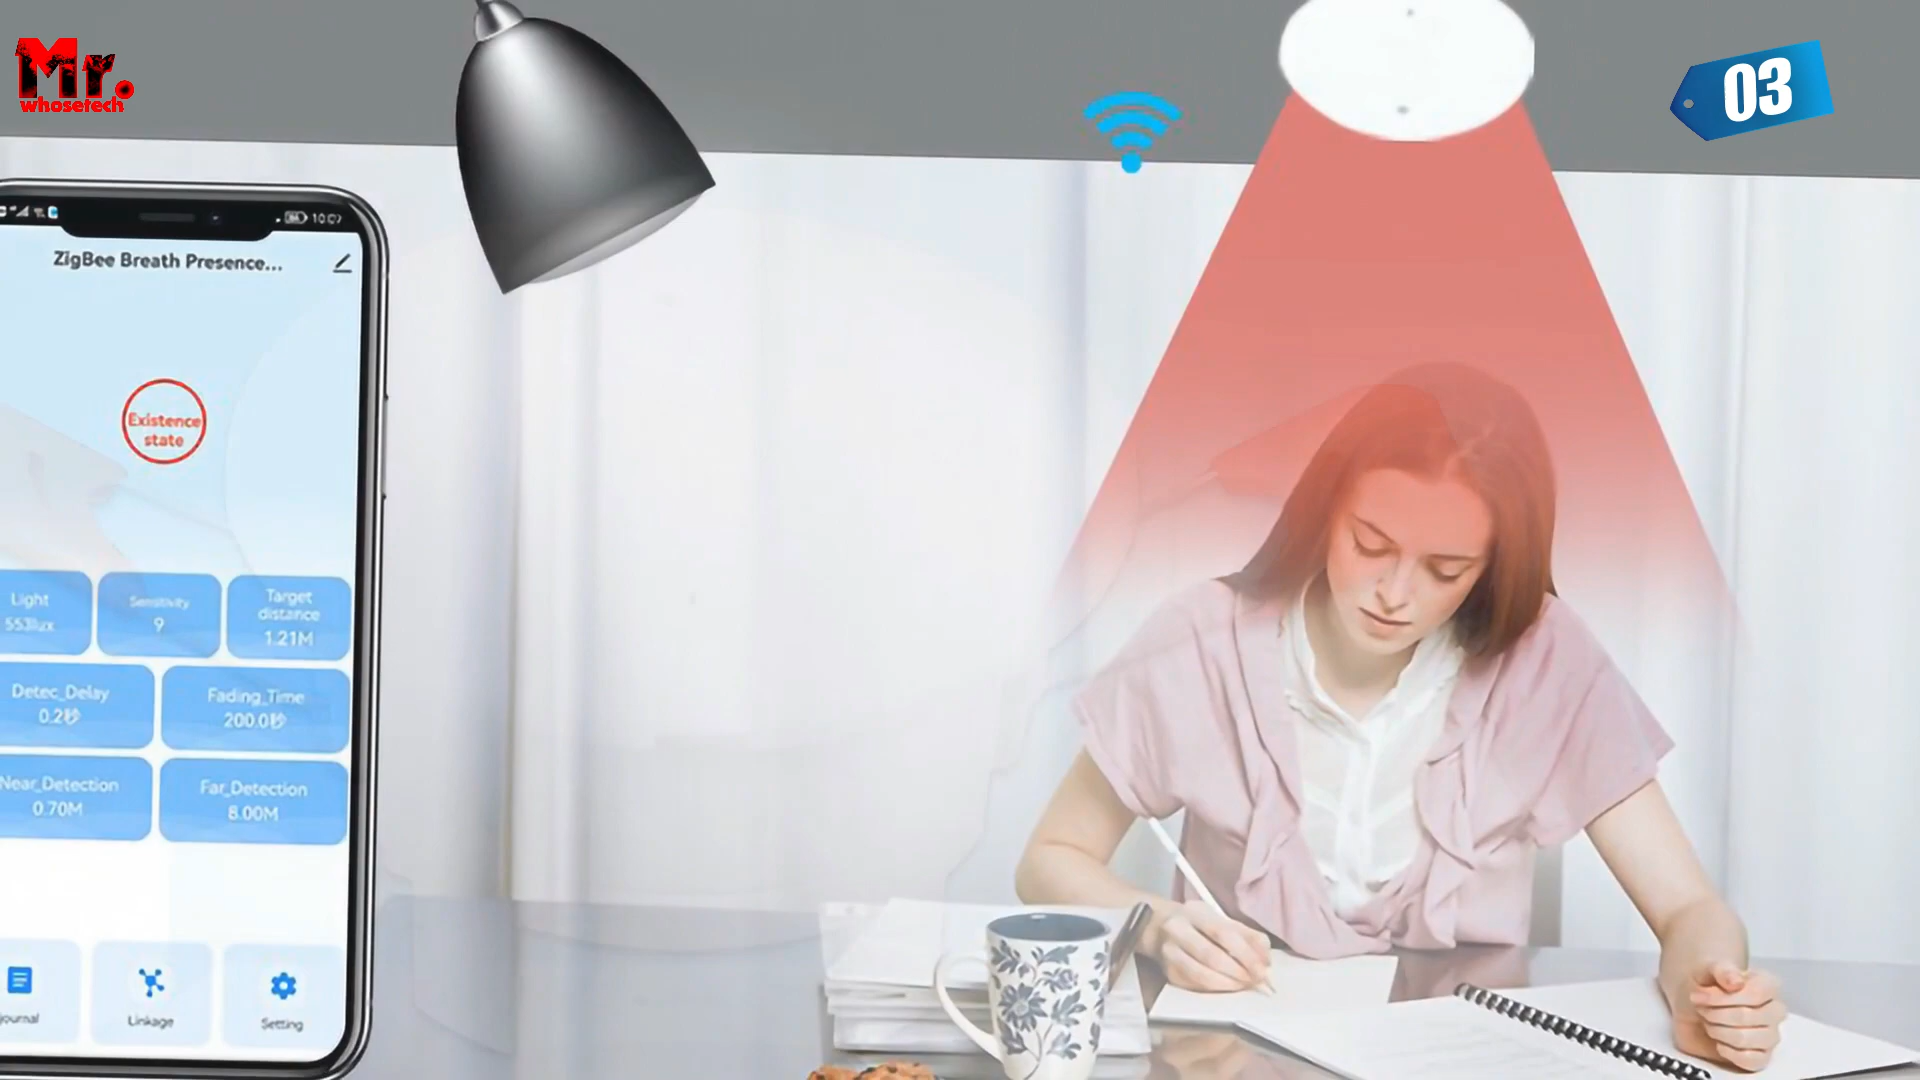 Mr.
whosetech
03
10:07
ZigBee Breath Presence...
Existence
state
Light
553lux
Sensitivity
9
Target
distance
1.21M
Detec_Delay
0.2秒
Fading_Time
200.0秒
Near_Detection
0.70M
Far_Detection
8.00M
journal
Linkage
Setting